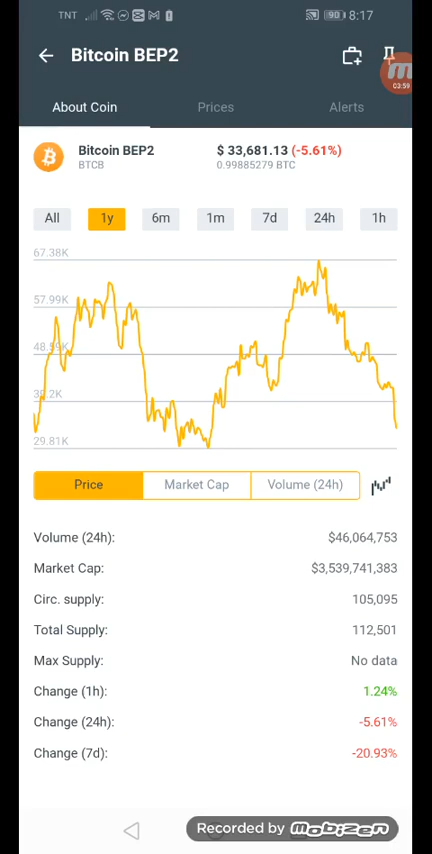 TNT 90 8:17
Bitcoin BEP2
03:59
About Coin Prices Alerts
Bitcoin BEP2 $ 33,681.13 (-5.61%)
BTCB 0.99885279 BTC
All 1y 6m 1m 7d 24h 1h
67.38K
57.99K
48.59K
39.2K
29.81K
Price Market Cap Volume (24h)
Volume (24h): $46,064,753
Market Cap: $3,539,741,383
Circ. supply: 105,095
Total Supply: 112,501
Max Supply: No data
Change (1h): 1.24%
Change (24h): -5.61%
Change (7d): -20.93%
Recorded by mobizen